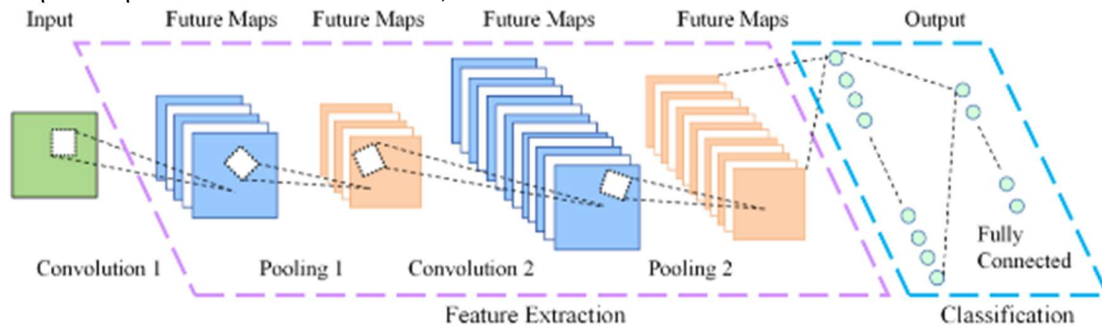 Input
Future Maps
Future Maps
Future Maps
Future Maps
Output
Convolution 1
Pooling 1
Convolution 2
Pooling 2
Fully
Connected
Feature Extraction
Classification